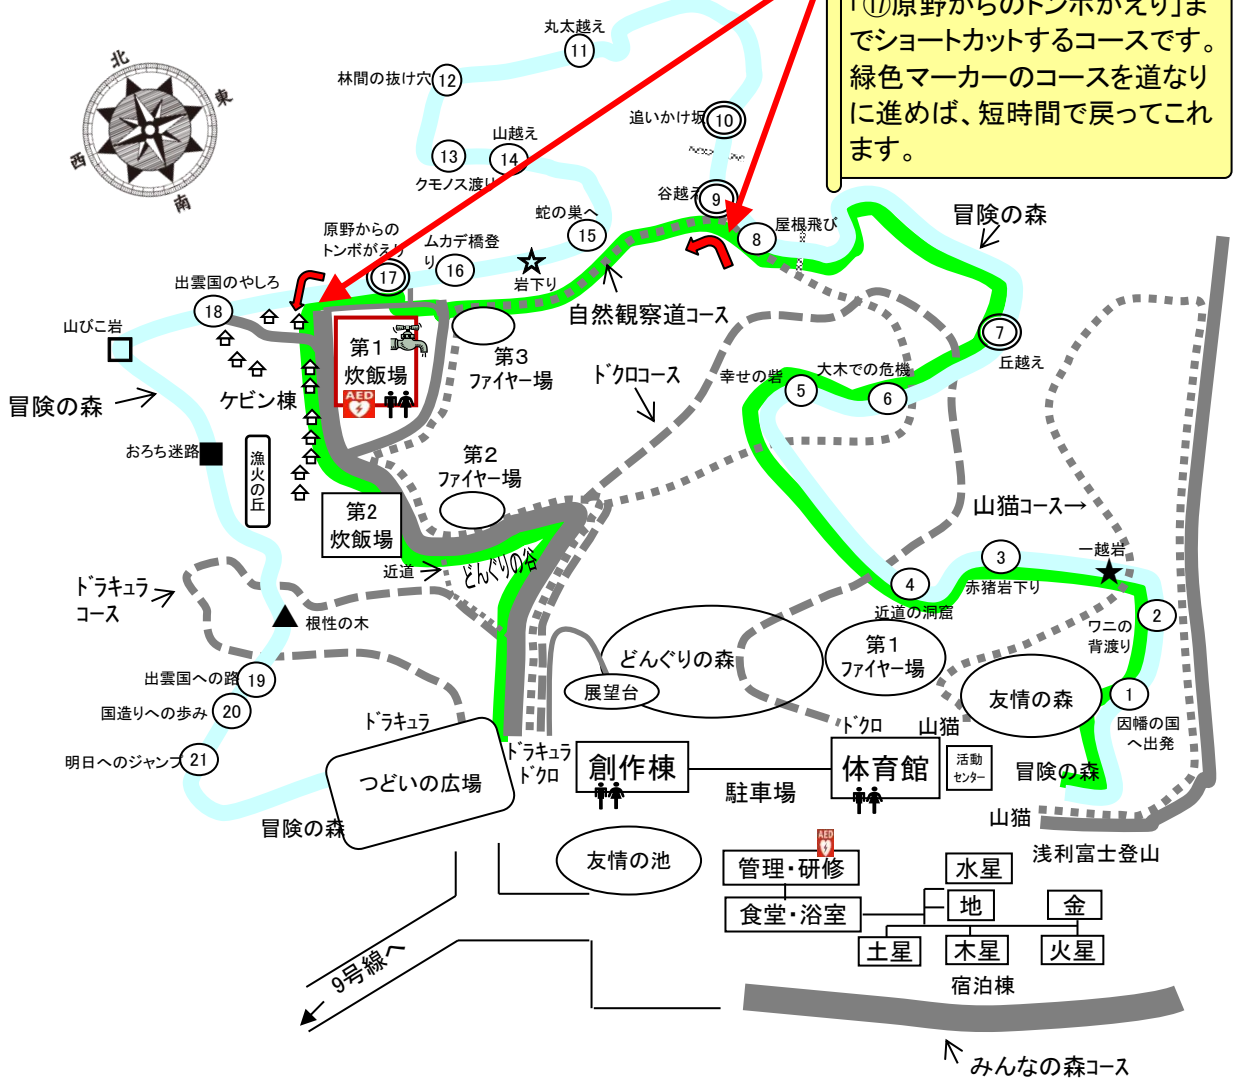 「⑰原野からのトンボがえり」ま
でショートカットするコースです。
緑色マーカーのコースを道なり
に進めば、短時間で戻ってこれ
ます。
北
東
西
南
丸太越え
11
林間の抜け穴
12
追いかけ坂
10
13
山越え
14
クモノス渡り
谷越え
9
蛇の巣へ
15
屋根飛び
8
冒険の森
原野からの
トンボがえり
17
ムカデ橋登
り
16
岩下り
出雲国のやしろ
18
自然観察道コース
山びこ岩
第1
炊飯場
AED
第3
ファイヤー場
7
丘越え
ドクロコース
幸せの砦
5
大木での危機
6
冒険の森
ケビン棟
おろち迷路
漁火の丘
第2
ファイヤー場
第2
炊飯場
山猫コース→
近道
どんぐりの谷
3
赤猪岩下り
一越岩
4
近道の洞窟
2
ワニの
背渡り
ドラキュラ
コース
根性の木
どんぐりの森
第1
ファイヤー場
展望台
友情の森
1
因幡の国
へ出発
出雲国への路
19
国造りへの歩み
20
明日へのジャンプ
21
ドラキュラ
つどいの広場
ドラキュラ
ドクロ
創作棟
駐車場
ドクロ
体育館
山猫
活動
センター
冒険の森
冒険の森
山猫
浅利富士登山
友情の池
AED
管理・研修
食堂・浴室
水星
地
金
土星
木星
火星
宿泊棟
9号線へ
みんなの森コース